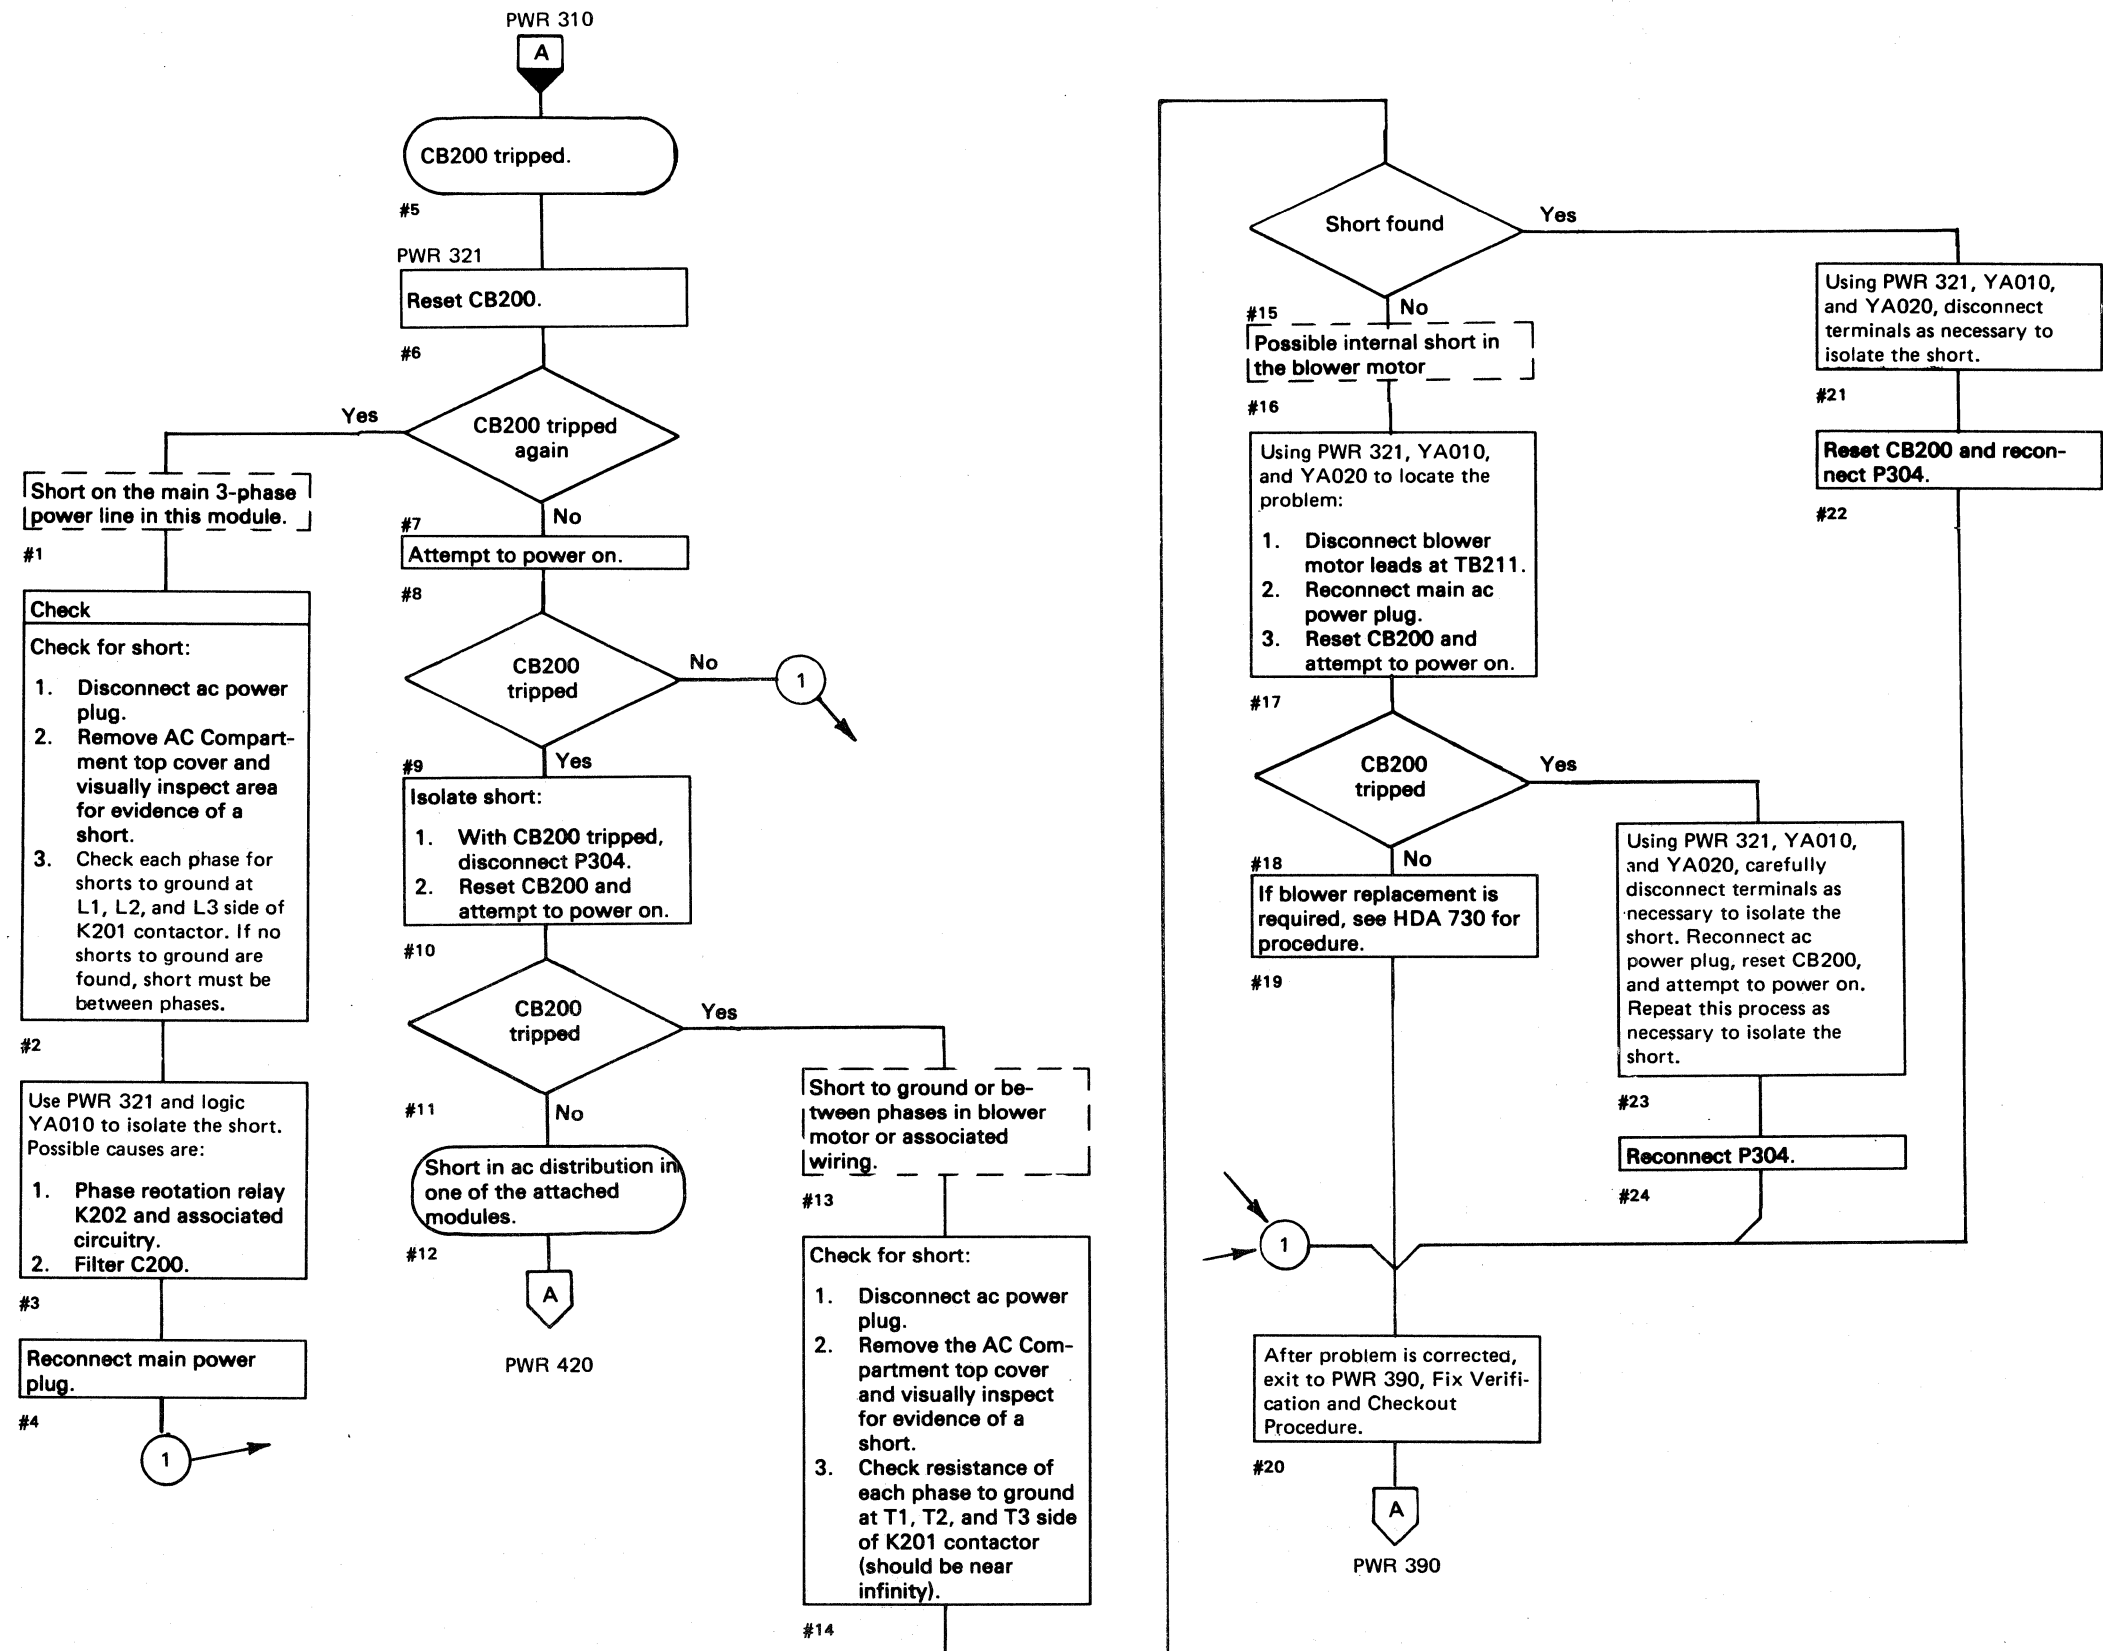 PWR 310
A
CB200 tripped.
#5
PWR 321
Reset CB200.
#6
CB200 tripped
again
Yes
No
Short on the main 3-phase
power line in this module.
#1
Check
Check for short:
1. Disconnect ac power
plug.
2. Remove AC Compart-
ment top cover and
visually inspect area
for evidence of a
short.
3. Check each phase for
shorts to ground at
L1, L2, and L3 side of
K201 contactor. If no
shorts to ground are
found, short must be
between phases.
#2
Use PWR 321 and logic
YA010 to isolate the short.
Possible causes are:
1. Phase reotation relay
K202 and associated
circuitry.
2. Filter C200.
#3
Reconnect main power
plug.
#4
1
#7
Attempt to power on.
#8
CB200
tripped
No
1
Yes
#9
Isolate short:
1. With CB200 tripped,
disconnect P304.
2. Reset CB200 and
attempt to power on.
#10
CB200
tripped
Yes
No
#11
Short in ac distribution in
one of the attached
modules.
#12
A
PWR 420
Short to ground or be-
tween phases in blower
motor or associated
wiring.
#13
Check for short:
1. Disconnect ac power
plug.
2. Remove the AC Com-
partment top cover
and visually inspect
for evidence of a
short.
3. Check resistance of
each phase to ground
at T1, T2, and T3 side
of K201 contactor
(should be near
infinity).
#14
Short found
Yes
No
#15
Possible internal short in
the blower motor
#16
Using PWR 321, YA010,
and YA020 to locate the
problem:
1. Disconnect blower
motor leads at TB211.
2. Reconnect main ac
power plug.
3. Reset CB200 and
attempt to power on.
#17
CB200
tripped
Yes
No
#18
If blower replacement is
required, see HDA 730 for
procedure.
#19
Using PWR 321, YA010,
and YA020, disconnect
terminals as necessary to
isolate the short.
#21
Reset CB200 and recon-
nect P304.
#22
Using PWR 321, YA010,
and YA020, carefully
disconnect terminals as
necessary to isolate the
short. Reconnect ac
power plug, reset CB200,
and attempt to power on.
Repeat this process as
necessary to isolate the
short.
#23
Reconnect P304.
#24
1
After problem is corrected,
exit to PWR 390, Fix Verifi-
cation and Checkout
Procedure.
#20
A
PWR 390